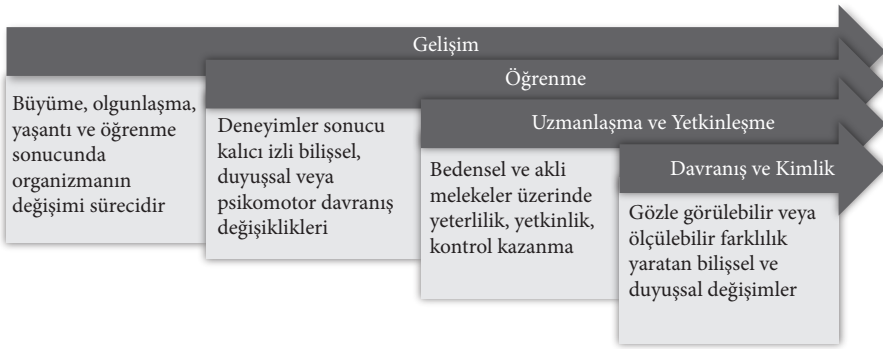 Gelişim
Büyüme, olgunlaşma,
yaşantı ve öğrenme
sonucunda
organizmanın
değişimi sürecidir
Öğrenme
Deneyimler sonucu
kalıcı izli bilişsel,
duyuşsal veya
psikomotor davranış
değişiklikleri
Uzmanlaşma ve Yetkinleşme
Bedensel ve akli
melekeler üzerinde
yeterlilik, yetkinlik,
kontrol kazanma
Davranış ve Kimlik
Gözle görülebilir veya
ölçülebilir farklılık
yaratan bilişsel ve
duyuşsal değişimler